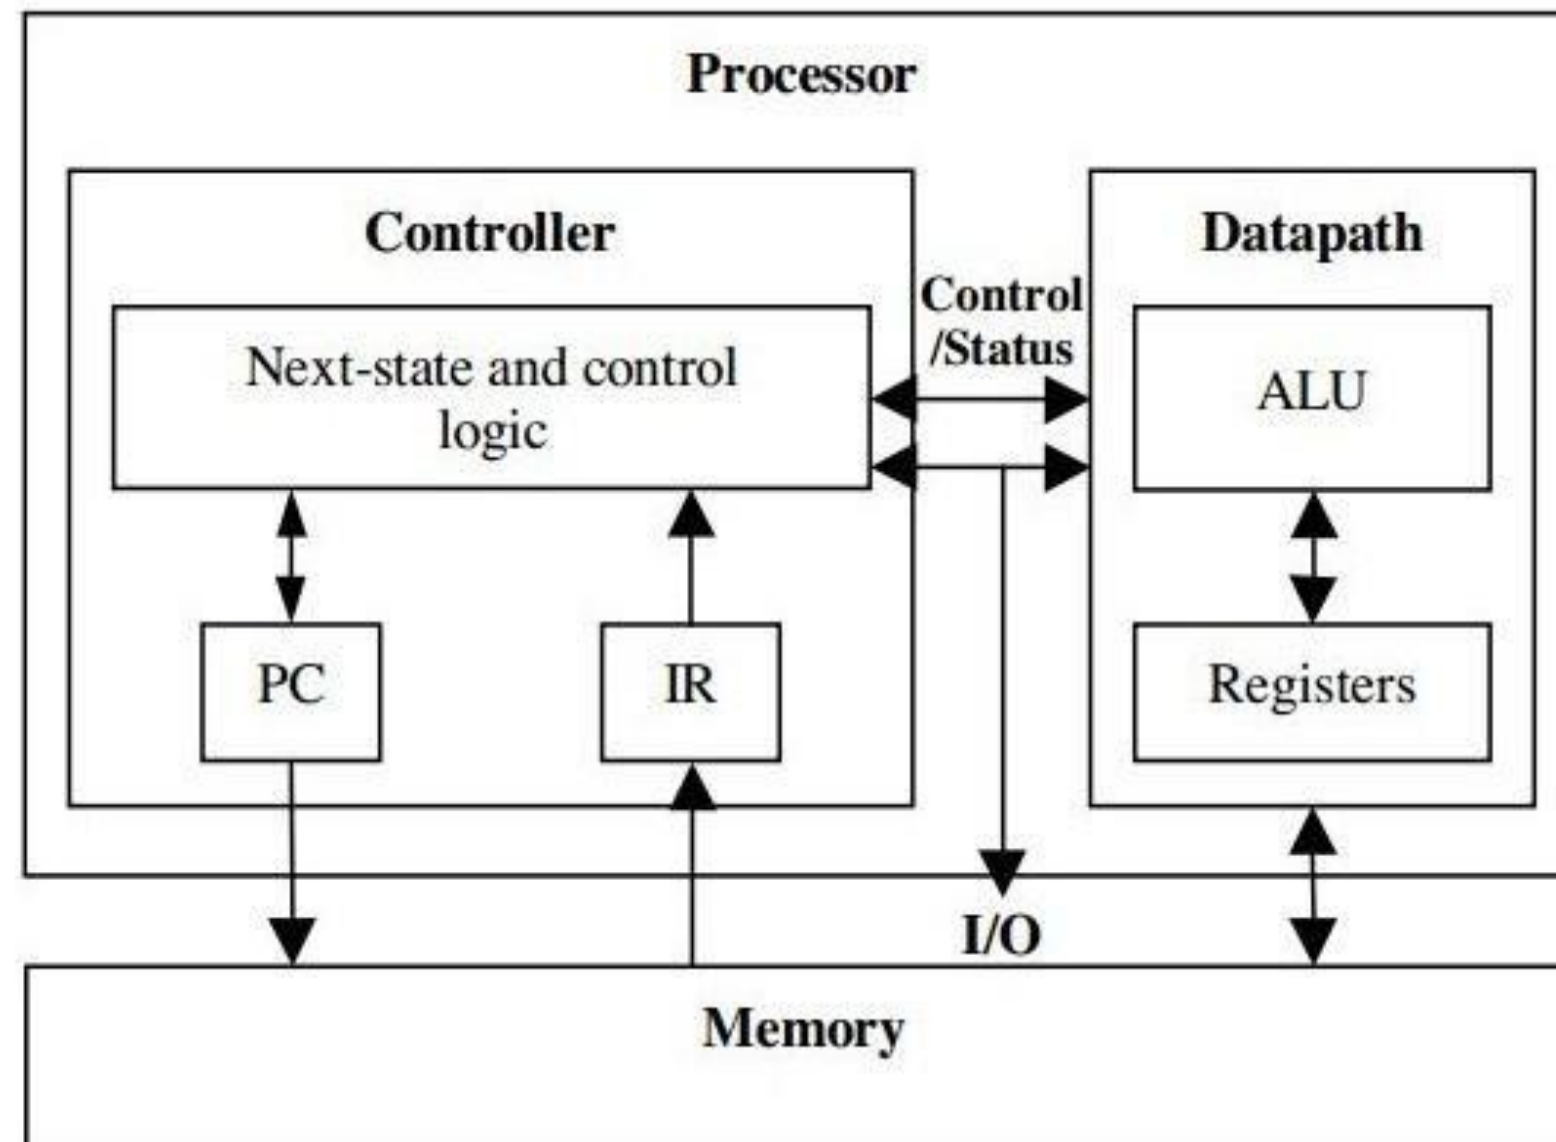 Processor
Controller
Datapath
Control
/Status
Next-state and control
logic
ALU
PC
IR
Registers
I/O
Memory